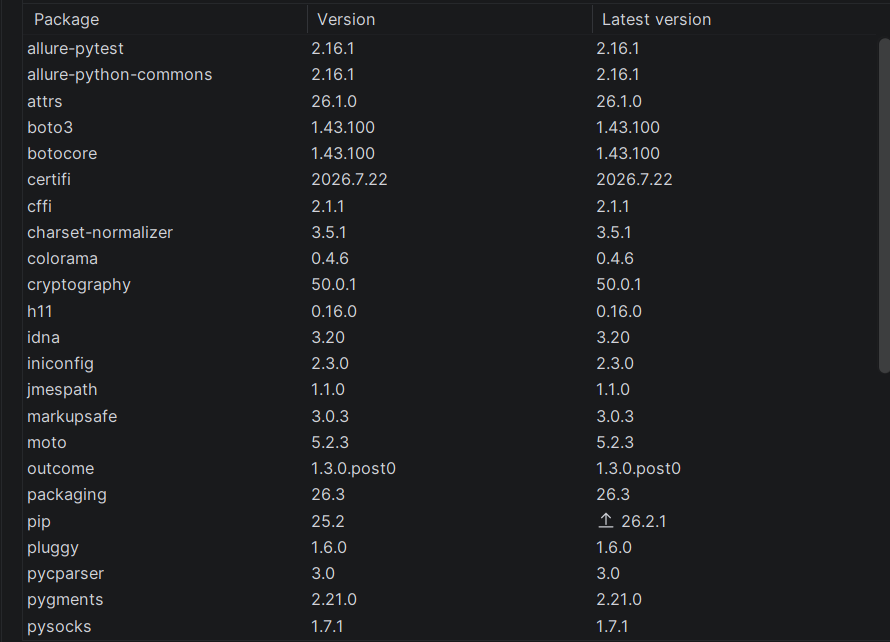 Package Version Latest version
allure-pytest 2.16.1 2.16.1
allure-python-commons 2.16.1 2.16.1
attrs 26.1.0 26.1.0
boto3 1.43.100 1.43.100
botocore 1.43.100 1.43.100
certifi 2026.7.22 2026.7.22
cffi 2.1.1 2.1.1
charset-normalizer 3.5.1 3.5.1
colorama 0.4.6 0.4.6
cryptography 50.0.1 50.0.1
h11 0.16.0 0.16.0
idna 3.20 3.20
iniconfig 2.3.0 2.3.0
jmespath 1.1.0 1.1.0
markupsafe 3.0.3 3.0.3
moto 5.2.3 5.2.3
outcome 1.3.0.post0 1.3.0.post0
packaging 26.3 26.3
pip 25.2 26.2.1
pluggy 1.6.0 1.6.0
pycparser 3.0 3.0
pygments 2.21.0 2.21.0
pysocks 1.7.1 1.7.1